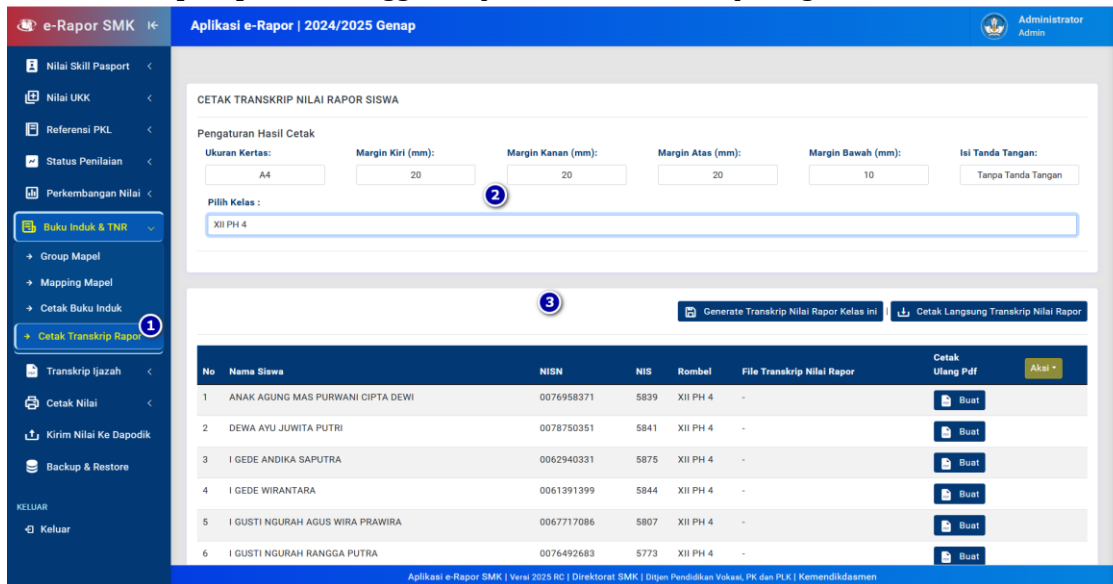 e-Rapor SMK
Aplikasi e-Rapor | 2024/2025 Genap
Administrator
Admin
Nilai Skill Pasport
Nilai UKK
Referensi PKL
Status Penilaian
Perkembangan Nilai
Buku Induk & TNR
Group Mapel
Mapping Mapel
Cetak Buku Induk
Cetak Transkrip Rapor
1
Transkrip Ijazah
Cetak Nilai
Kirim Nilai Ke Dapodik
Backup & Restore
KELUAR
Keluar
CETAK TRANSKRIP NILAI RAPOR SISWA
Pengaturan Hasil Cetak
Ukuran Kertas: Margin Kiri (mm): Margin Kanan (mm): Margin Atas (mm): Margin Bawah (mm): Isi Tanda Tangan:
A4 20 20 20 10 Tanpa Tanda Tangan
2
Pilih Kelas :
XII PH 4
3
Generate Transkrip Nilai Rapor Kelas ini | Cetak Langsung Transkrip Nilai Rapor
No Nama Siswa NISN NIS Rombel File Transkrip Nilai Rapor Cetak Ulang Pdf Aksi
1 ANAK AGUNG MAS PURWANI CIPTA DEWI 0076958371 5839 XII PH 4 - Buat
2 DEWA AYU JUWITA PUTRI 0078750351 5841 XII PH 4 - Buat
3 I GEDE ANDIKA SAPUTRA 0062940331 5875 XII PH 4 - Buat
4 I GEDE WIRANTARA 0061391399 5844 XII PH 4 - Buat
5 I GUSTI NGURAH AGUS WIRA PRAWIRA 0067717086 5807 XII PH 4 - Buat
6 I GUSTI NGURAH RANGGA PUTRA 0076492683 5773 XII PH 4 - Buat
Aplikasi e-Rapor SMK | Versi 2025 RC | Direktorat SMK | Ditjen Pendidikan Vokasi, PK dan PLK | Kemendikdasmen